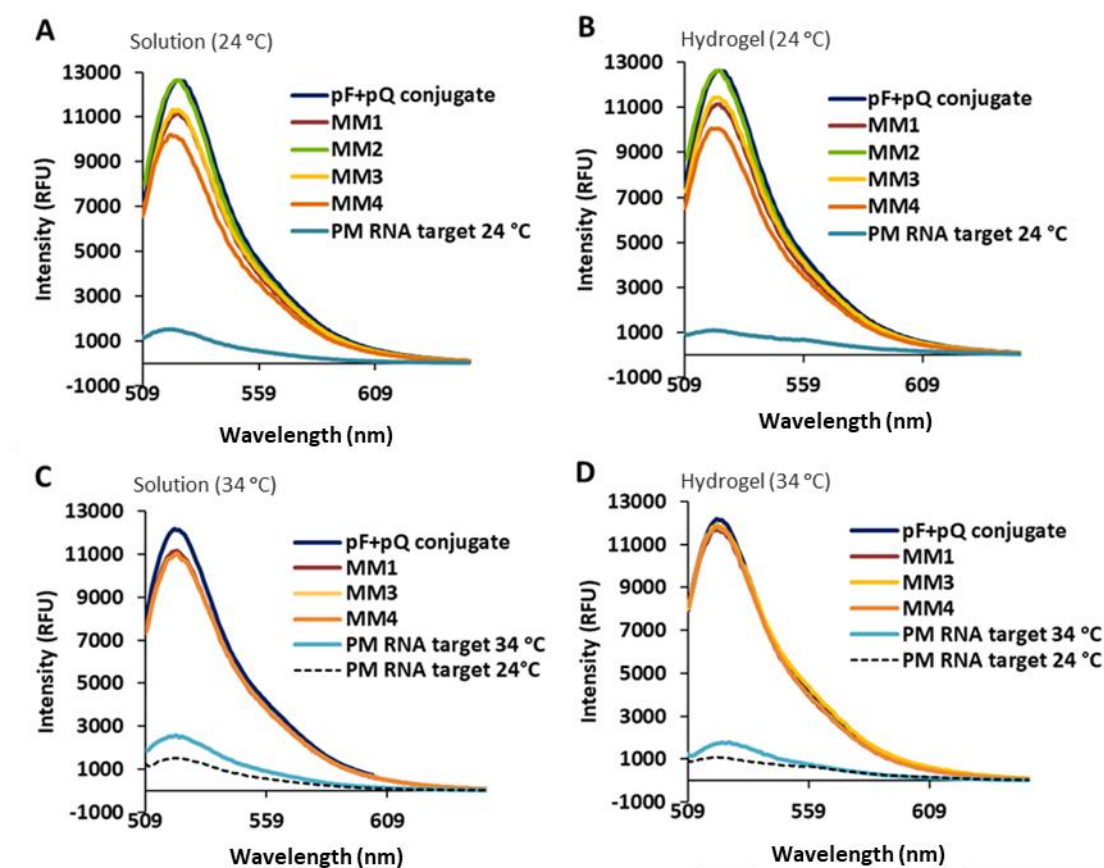 A
Solution (24 °C)
13000
11000
9000
7000
5000
3000
1000
-1000
509
559
609
Intensity (RFU)
Wavelength (nm)
pF+pQ conjugate
MM1
MM2
MM3
MM4
PM RNA target 24 °C
B
Hydrogel (24 °C)
13000
11000
9000
7000
5000
3000
1000
-1000
509
559
609
Intensity (RFU)
Wavelength (nm)
pF+pQ conjugate
MM1
MM2
MM3
MM4
PM RNA target 24 °C
C
Solution (34 °C)
13000
11000
9000
7000
5000
3000
1000
-1000
509
559
609
Intensity (RFU)
Wavelength (nm)
pF+pQ conjugate
MM1
MM3
MM4
PM RNA target 34 °C
PM RNA target 24°C
D
Hydrogel (34 °C)
13000
11000
9000
7000
5000
3000
1000
-1000
509
559
609
Intensity (RFU)
Wavelength (nm)
pF+pQ conjugate
MM1
MM3
MM4
PM RNA target 34 °C
PM RNA target 24 °C